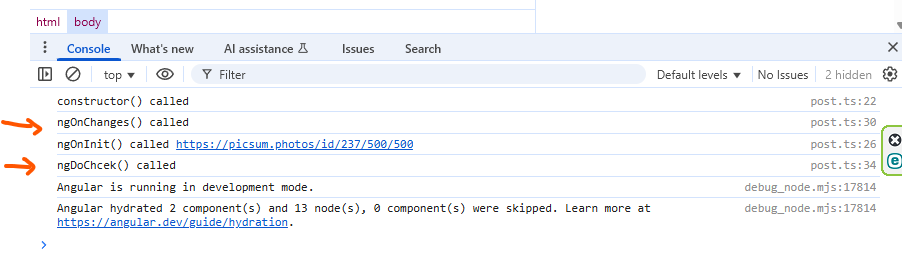 html body
Console What's new AI assistance Issues Search
top Filter Default levels No Issues 2 hidden
constructor() called post.ts:22
ngOnChanges() called post.ts:30
ngOnInit() called https://picsum.photos/id/237/500/500 post.ts:26
ngDoChcek() called post.ts:34
Angular is running in development mode. debug_node.mjs:17814
Angular hydrated 2 component(s) and 13 node(s), 0 component(s) were skipped. Learn more at debug_node.mjs:17814
https://angular.dev/guide/hydration.